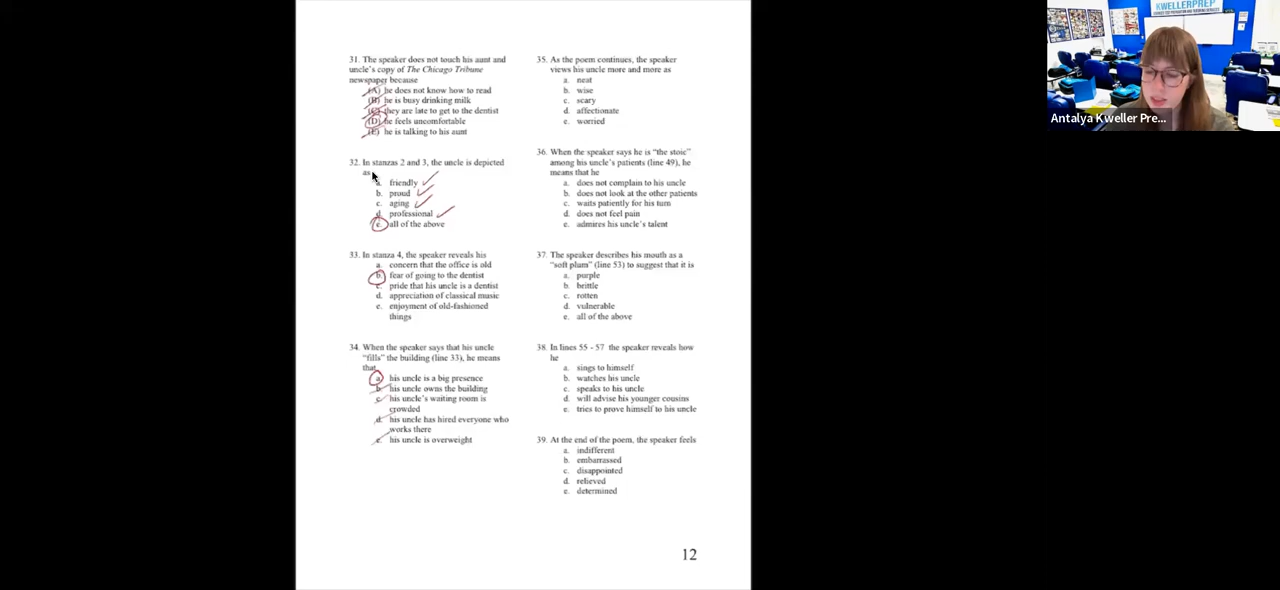 31. The speaker does not touch his aunt and
uncle's copy of The Chicago Tribune
newspaper because
(A) he does not know how to read
(B) he is busy drinking milk
(C) they are late to get to the dentist
(D) he feels uncomfortable
(E) he is talking to his aunt
32. In stanzas 2 and 3, the uncle is depicted
as
a. friendly
b. proud
c. aging
d. professional
e. all of the above
33. In stanza 4, the speaker reveals his
a. concern that the office is old
b. fear of going to the dentist
c. pride that his uncle is a dentist
d. appreciation of classical music
e. enjoyment of old-fashioned
things
34. When the speaker says that his uncle
"fills" the building (line 33), he means
that
a. his uncle is a big presence
b. his uncle owns the building
c. his uncle's waiting room is
crowded
d. his uncle has hired everyone who
works there
e. his uncle is overweight
35. As the poem continues, the speaker
views his uncle more and more as
a. neat
b. wise
c. scary
d. affectionate
e. worried
36. When the speaker says he is "the stoic"
among his uncle's patients (line 49), he
means that he
a. does not complain to his uncle
b. does not look at the other patients
c. waits patiently for his turn
d. does not feel pain
e. admires his uncle's talent
37. The speaker describes his mouth as a
"soft plum" (line 53) to suggest that it is
a. purple
b. brittle
c. rotten
d. vulnerable
e. all of the above
38. In lines 55 - 57 the speaker reveals how
he
a. sings to himself
b. watches his uncle
c. speaks to his uncle
d. will advise his younger cousins
e. tries to prove himself to his uncle
39. At the end of the poem, the speaker feels
a. indifferent
b. embarrassed
c. disappointed
d. relieved
e. determined
12
KWELLERPREP
Antalya Kweller Pre...